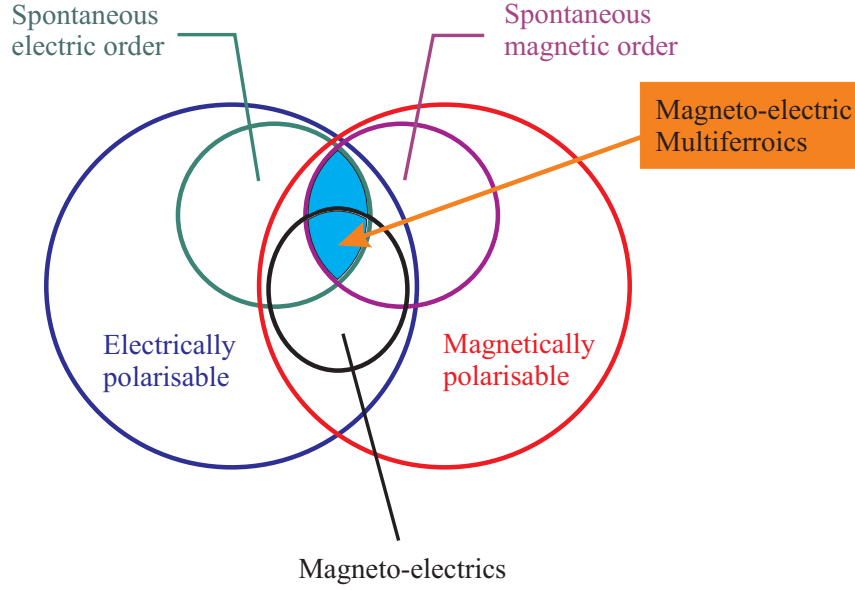 Spontaneous
electric order
Spontaneous
magnetic order
Magneto-electric
Multiferroics
Electrically
polarisable
Magnetically
polarisable
Magneto-electrics